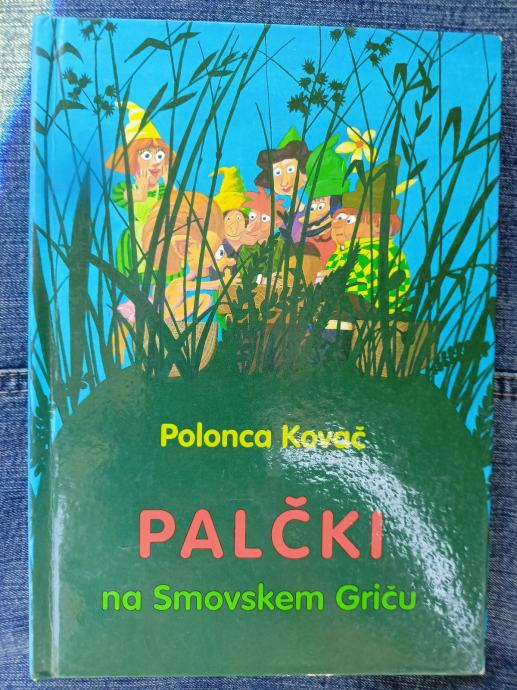 Polonca Kovač
PALČKI
na Smovskem Griču